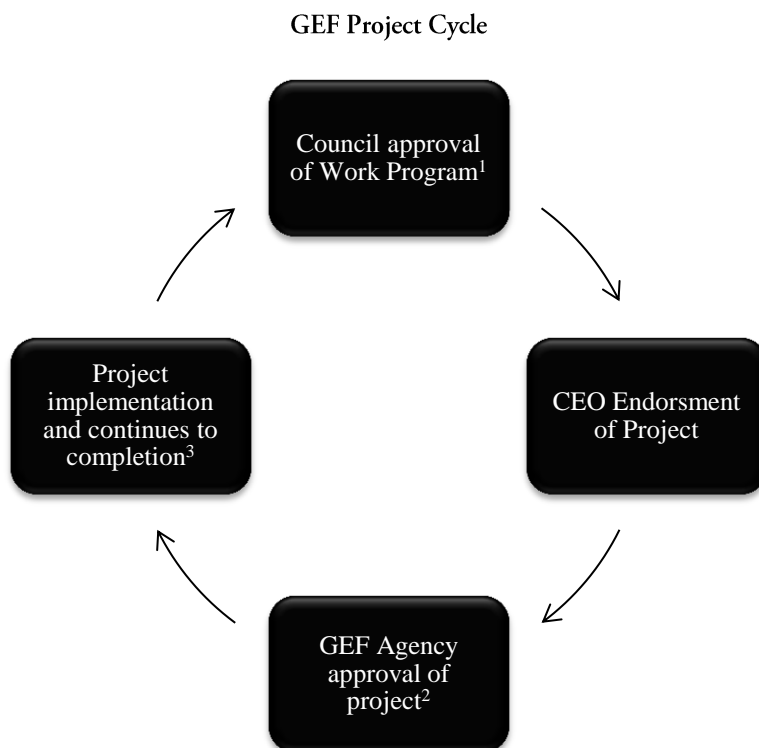 GEF Project Cycle
Council approval
of Work Program¹
CEO Endorsment
of Project
GEF Agency
approval of
project²
Project
implementation
and continues to
completion³